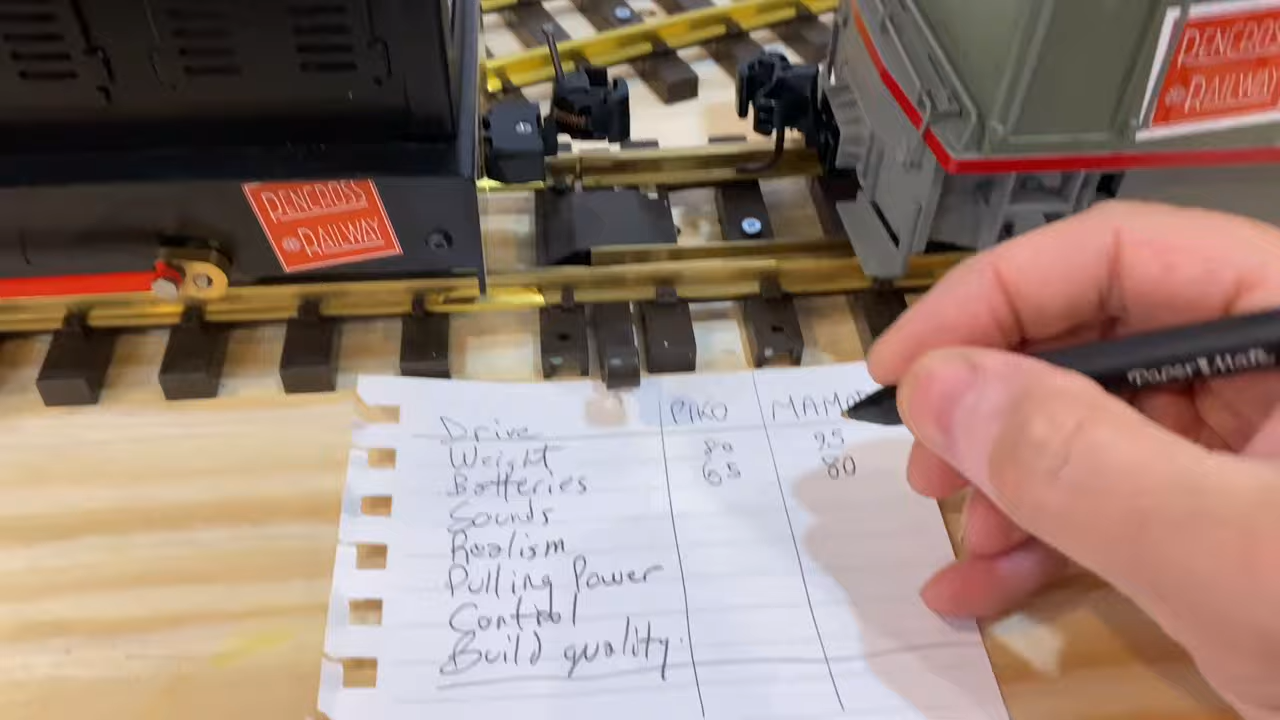 PENCROSS
RAILWAY
PENCROSS
RAILWAY
Paper Mate
PIKO MAMO
Drive 80 95
Weight 65 80
Batteries
Sounds
Realism
Pulling Power
Control
Build quality.